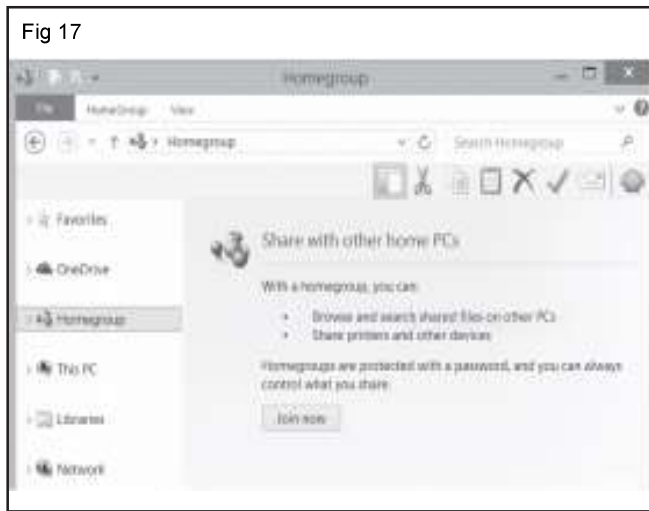 Fig 17
Homegroup
File HomeGroup View
Homegroup Search Homegroup
Favorites
Share with other home PCs
OneDrive
With a homegroup, you can:
• Browse and search shared files on other PCs
Homegroup
• Share printers and other devices
This PC
Homegroups are protected with a password, and you can always
control what you share.
Libraries
Join now
Network